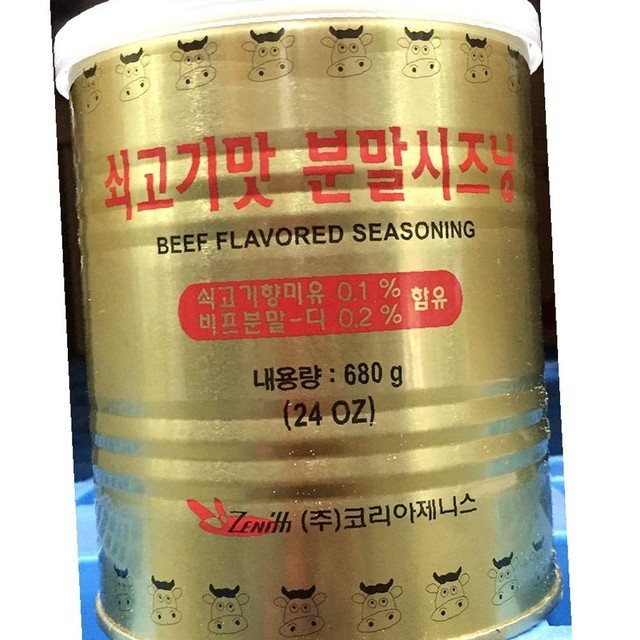 쇠고기맛 분말시즈닝
BEEF FLAVORED SEASONING
쇠고기향미유 0.1 % 함유
비프분말-디 0.2 %
내용량 : 680 g
(24 OZ)
ZENITH (주)코리아제니스